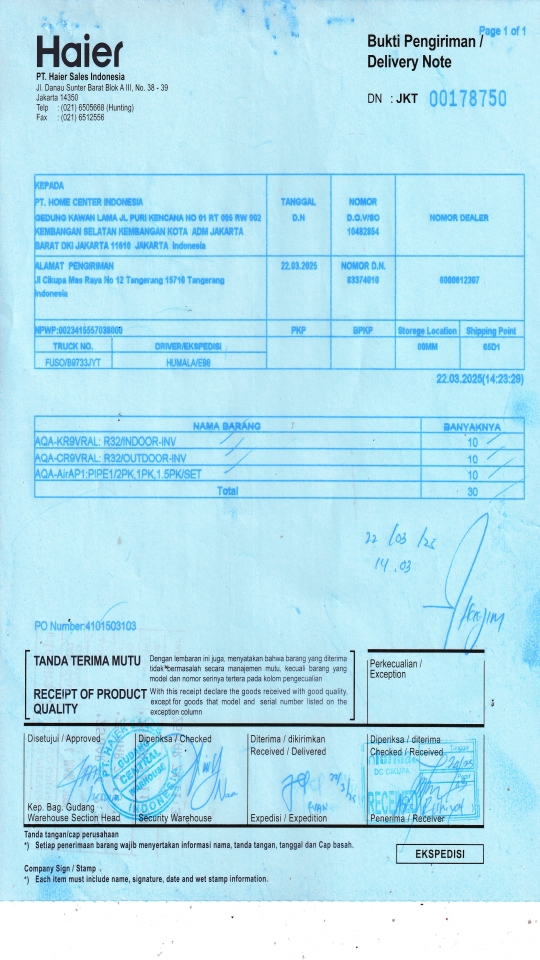 Page 1 of 1
Haier
Bukti Pengiriman /
Delivery Note
PT. Haier Sales Indonesia
Jl. Danau Sunter Barat Blok A III, No. 38 - 39
Jakarta 14350
Telp : (021) 6505668 (Hunting)
Fax : (021) 6512556
DN : JKT 00178750
KEPADA
PT. HOME CENTER INDONESIA
GEDUNG KAWAN LAMA JL PURI KENCANA NO 01 RT 005 RW 002
KEMBANGAN SELATAN KEMBANGAN KOTA ADM JAKARTA
BARAT DKI JAKARTA 11610 JAKARTA Indonesia
TANGGAL
D.N
NOMOR
D.O.V/SO
10482854
NOMOR DEALER
ALAMAT PENGIRIMAN
Jl Cikupa Mas Raya No 12 Tangerang 15710 Tangerang
Indonesia
22.03.2025
NOMOR D.N.
83374010
6000012307
NPWP:0023415557038000
PKP
BPKP
Storege Location
Shipping Point
TRUCK NO.
DRIVER/EKSPEDISI
00MM
65D1
FUSO/B9733JYT
HUMALA/E98
22.03.2025(14:23:29)
NAMA BARANG
BANYAKNYA
AQA-KR9VRAL: R32/INDOOR-INV 10
AQA-CR9VRAL: R32/OUTDOOR-INV 10
AQA-AirAP1:PIPE1/2PK,1PK,1.5PK/SET 10
Total 30
22/03/25
14.03
PO Number:4101503103
TANDA TERIMA MUTU
Dengan lembaran ini juga, menyatakan bahwa barang yang diterima
tidak bermasalah secara manajemen mutu, kecuali barang yang
model dan nomor serinya tertera pada kolom pengecualian
RECEIPT OF PRODUCT
QUALITY
With this receipt declare the goods received with good quality,
except for goods that model and serial number listed on the
exception column
Perkecualian /
Exception
Disetujui / Approved
Diperiksa / Checked
Diterima / dikirimkan
Received / Delivered
Diperiksa / diterima
Checked / Received
PT. HAIER
GUDANG
CENTRAL
WAREHOUSE
INDONESIA
DC CIKUPA
Tanggal
RECEIVED
Kep. Bag. Gudang
Warehouse Section Head
Security Warehouse
Expedisi / Expedition
Penerima / Receiver
Tanda tangan/cap perusahaan
*) Setiap penerimaan barang wajib menyertakan informasi nama, tanda tangan, tanggal dan Cap basah.
EKSPEDISI
Company Sign / Stamp
*) Each item must include name, signature, date and wet stamp information.